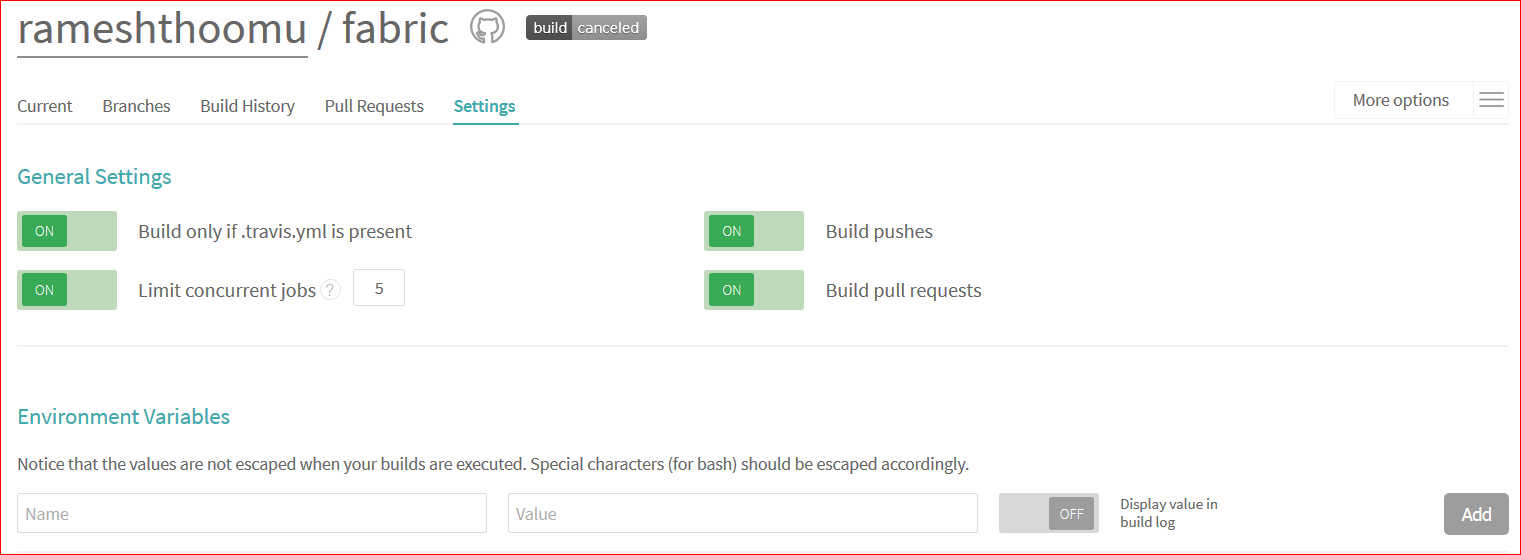 rameshthoomu / fabric build canceled
Current Branches Build History Pull Requests Settings More options
General Settings
ON Build only if .travis.yml is present ON Build pushes
ON Limit concurrent jobs ? 5 ON Build pull requests
Environment Variables
Notice that the values are not escaped when your builds are executed. Special characters (for bash) should be escaped accordingly.
Name Value OFF Display value in
build log Add